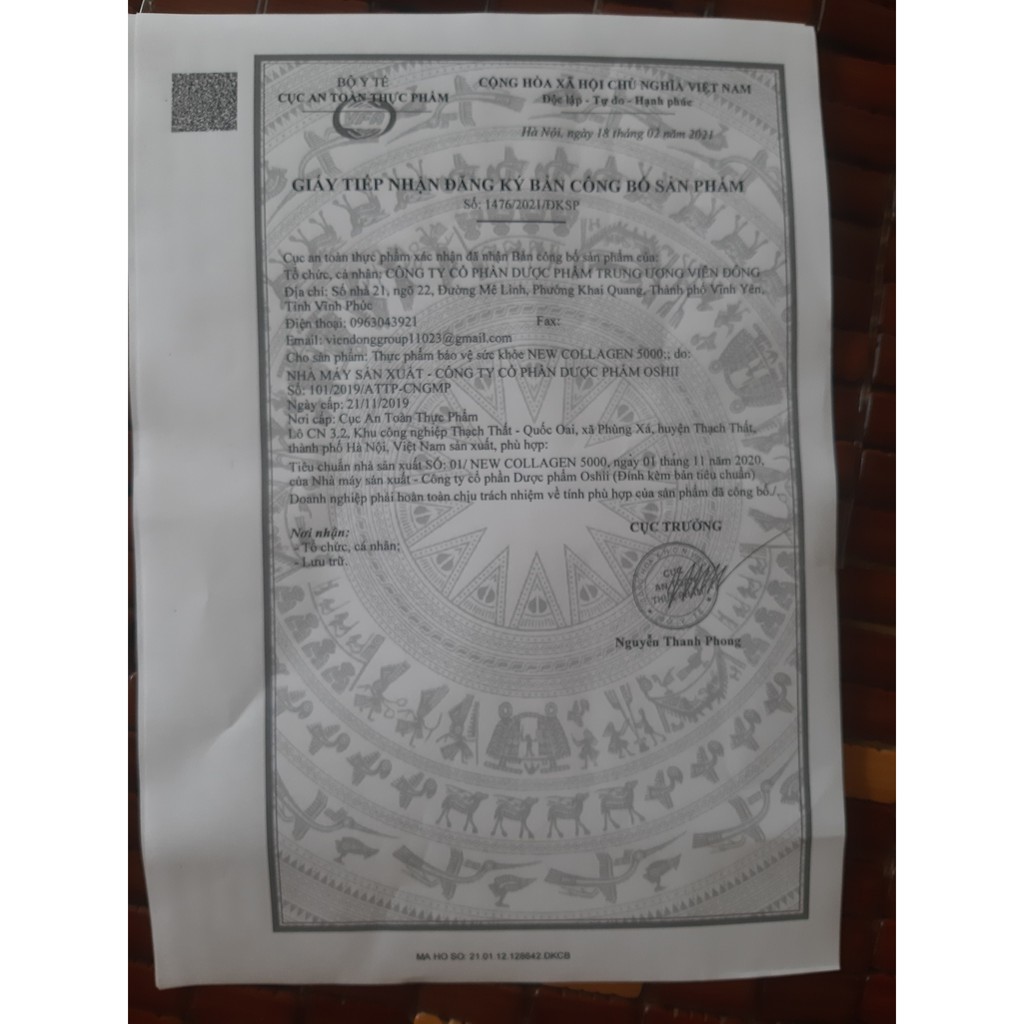 BỘ Y TẾ
CỤC AN TOÀN THỰC PHẨM
VFA
CỘNG HÒA XÃ HỘI CHỦ NGHĨA VIỆT NAM
Độc lập - Tự do - Hạnh phúc
Hà Nội, ngày 18 tháng 02 năm 2021
GIẤY TIẾP NHẬN ĐĂNG KÝ BẢN CÔNG BỐ SẢN PHẨM
Số: 1476/2021/ĐKSP
Cục an toàn thực phẩm xác nhận đã nhận Bản công bố sản phẩm của:
Tổ chức, cá nhân: CÔNG TY CỔ PHẦN DƯỢC PHẨM TRUNG ƯƠNG VIỄN ĐÔNG
Địa chỉ: Số nhà 21, ngõ 22, Đường Mê Linh, Phường Khai Quang, Thành phố Vĩnh Yên,
Tỉnh Vĩnh Phúc
Điện thoại: 0963043921 Fax:
Email: viendonggroup11023@gmail.com
Cho sản phẩm: Thực phẩm bảo vệ sức khỏe NEW COLLAGEN 5000;; do:
NHÀ MÁY SẢN XUẤT - CÔNG TY CỔ PHẦN DƯỢC PHẨM OSHII
Số: 101/2019/ATTP-CNGMP
Ngày cấp: 21/11/2019
Nơi cấp: Cục An Toàn Thực Phẩm
Lô CN 3.2, Khu công nghiệp Thạch Thất - Quốc Oai, xã Phùng Xá, huyện Thạch Thất,
thành phố Hà Nội, Việt Nam sản xuất, phù hợp:
Tiêu chuẩn nhà sản xuất SỐ: 01/ NEW COLLAGEN 5000, ngày 01 tháng 11 năm 2020,
của Nhà máy sản xuất - Công ty cổ phần Dược phẩm Oshii (Đính kèm bản tiêu chuẩn)
Doanh nghiệp phải hoàn toàn chịu trách nhiệm về tính phù hợp của sản phẩm đã công bố./.
Nơi nhận:
- Tổ chức, cá nhân;
- Lưu trữ.
CỤC TRƯỞNG
CỤC
AN
Nguyễn Thanh Phong
MA HO SO: 21.01.12.128642.DKCB